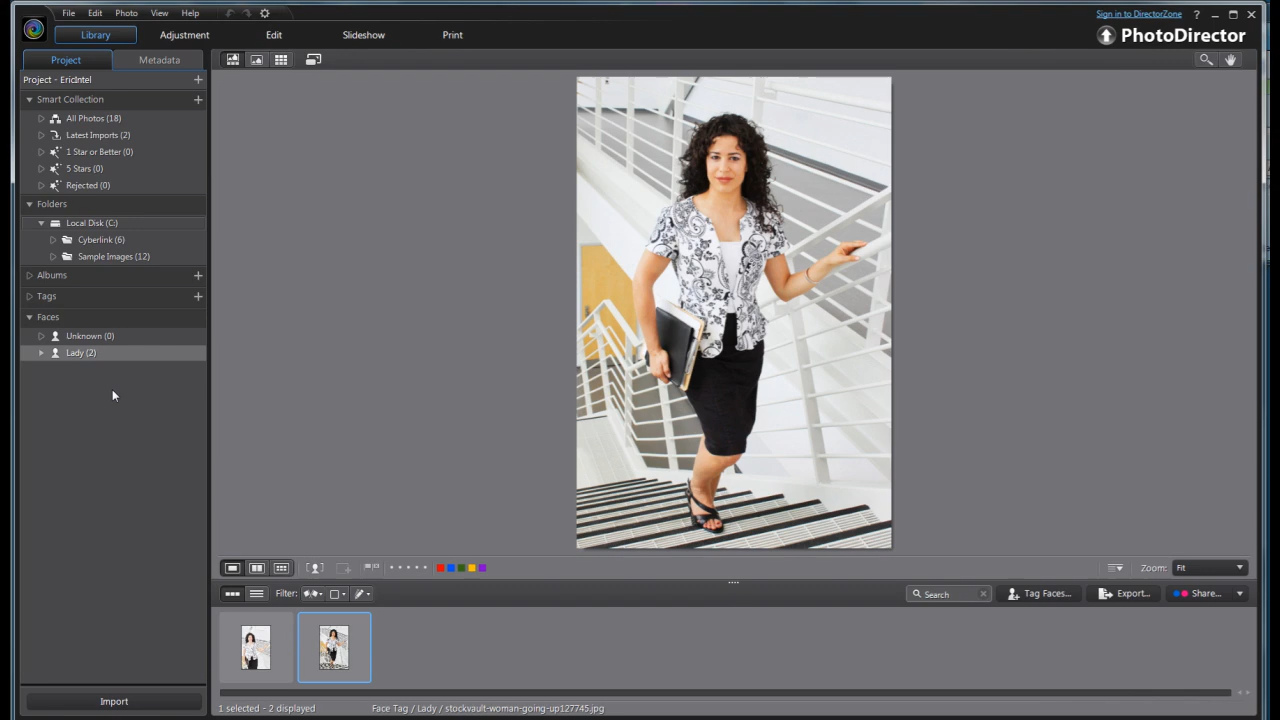 File Edit Photo View Help
Sign in to DirectorZone ?
Library Adjustment Edit Slideshow Print
PhotoDirector
Project Metadata
Project - EricIntel +
Smart Collection +
All Photos (18)
Latest Imports (2)
1 Star or Better (0)
5 Stars (0)
Rejected (0)
Folders
Local Disk (C:)
Cyberlink (6)
Sample Images (12)
Albums +
Tags +
Faces
Unknown (0)
Lady (2)
Zoom: Fit
Filter:
Search
Tag Faces...
Export...
Share...
Import
1 selected - 2 displayed
Face Tag / Lady / stockvault-woman-going-up127745.jpg